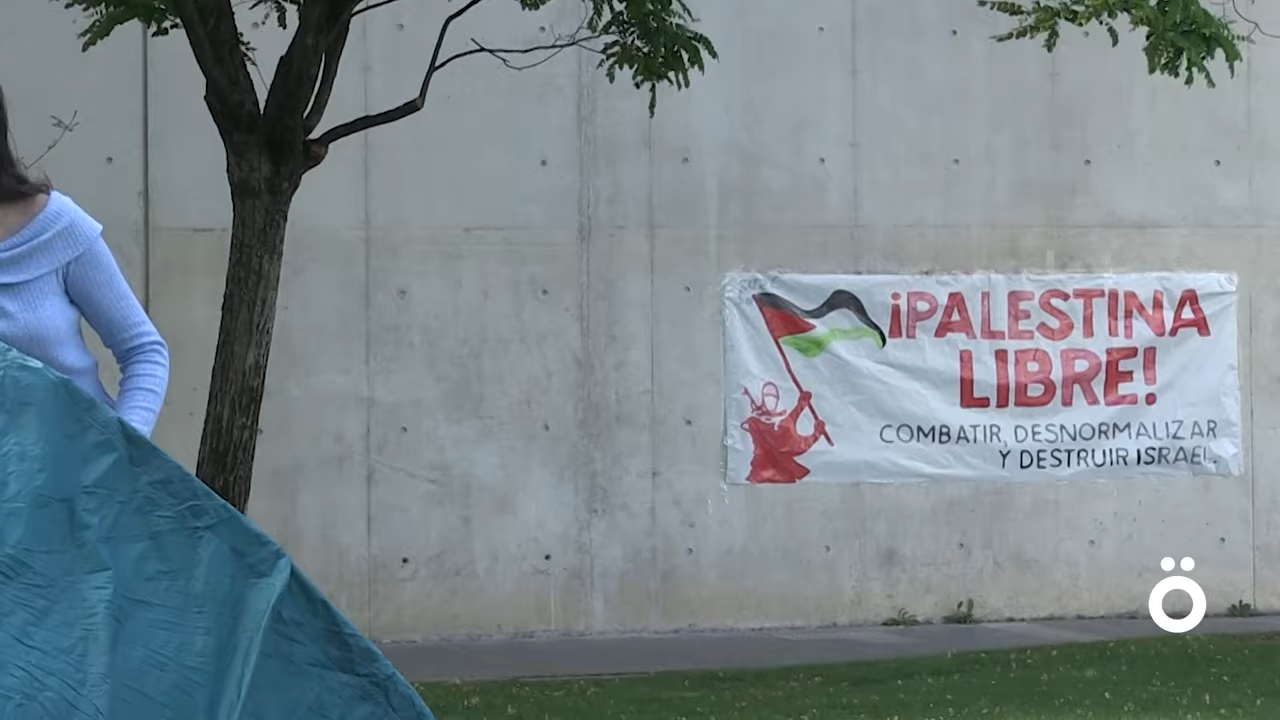 ¡PALESTINA
LIBRE!
COMBATIR, DESNORMALIZAR
Y DESTRUIR ISRAEL.
Ö